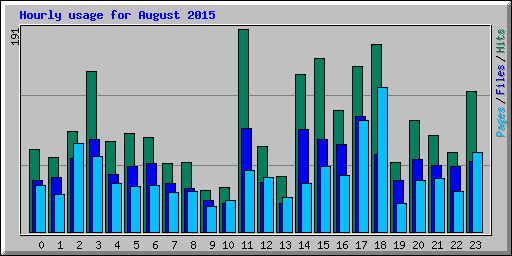 Hourly usage for August 2015
191
Pages / Files / Hits
0 1 2 3 4 5 6 7 8 9 10 11 12 13 14 15 16 17 18 19 20 21 22 23